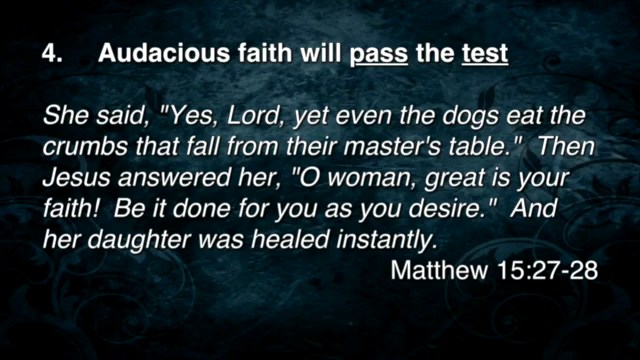 4. Audacious faith will pass the test
She said, "Yes, Lord, yet even the dogs eat the
crumbs that fall from their master's table." Then
Jesus answered her, "O woman, great is your
faith! Be it done for you as you desire." And
her daughter was healed instantly.
Matthew 15:27-28